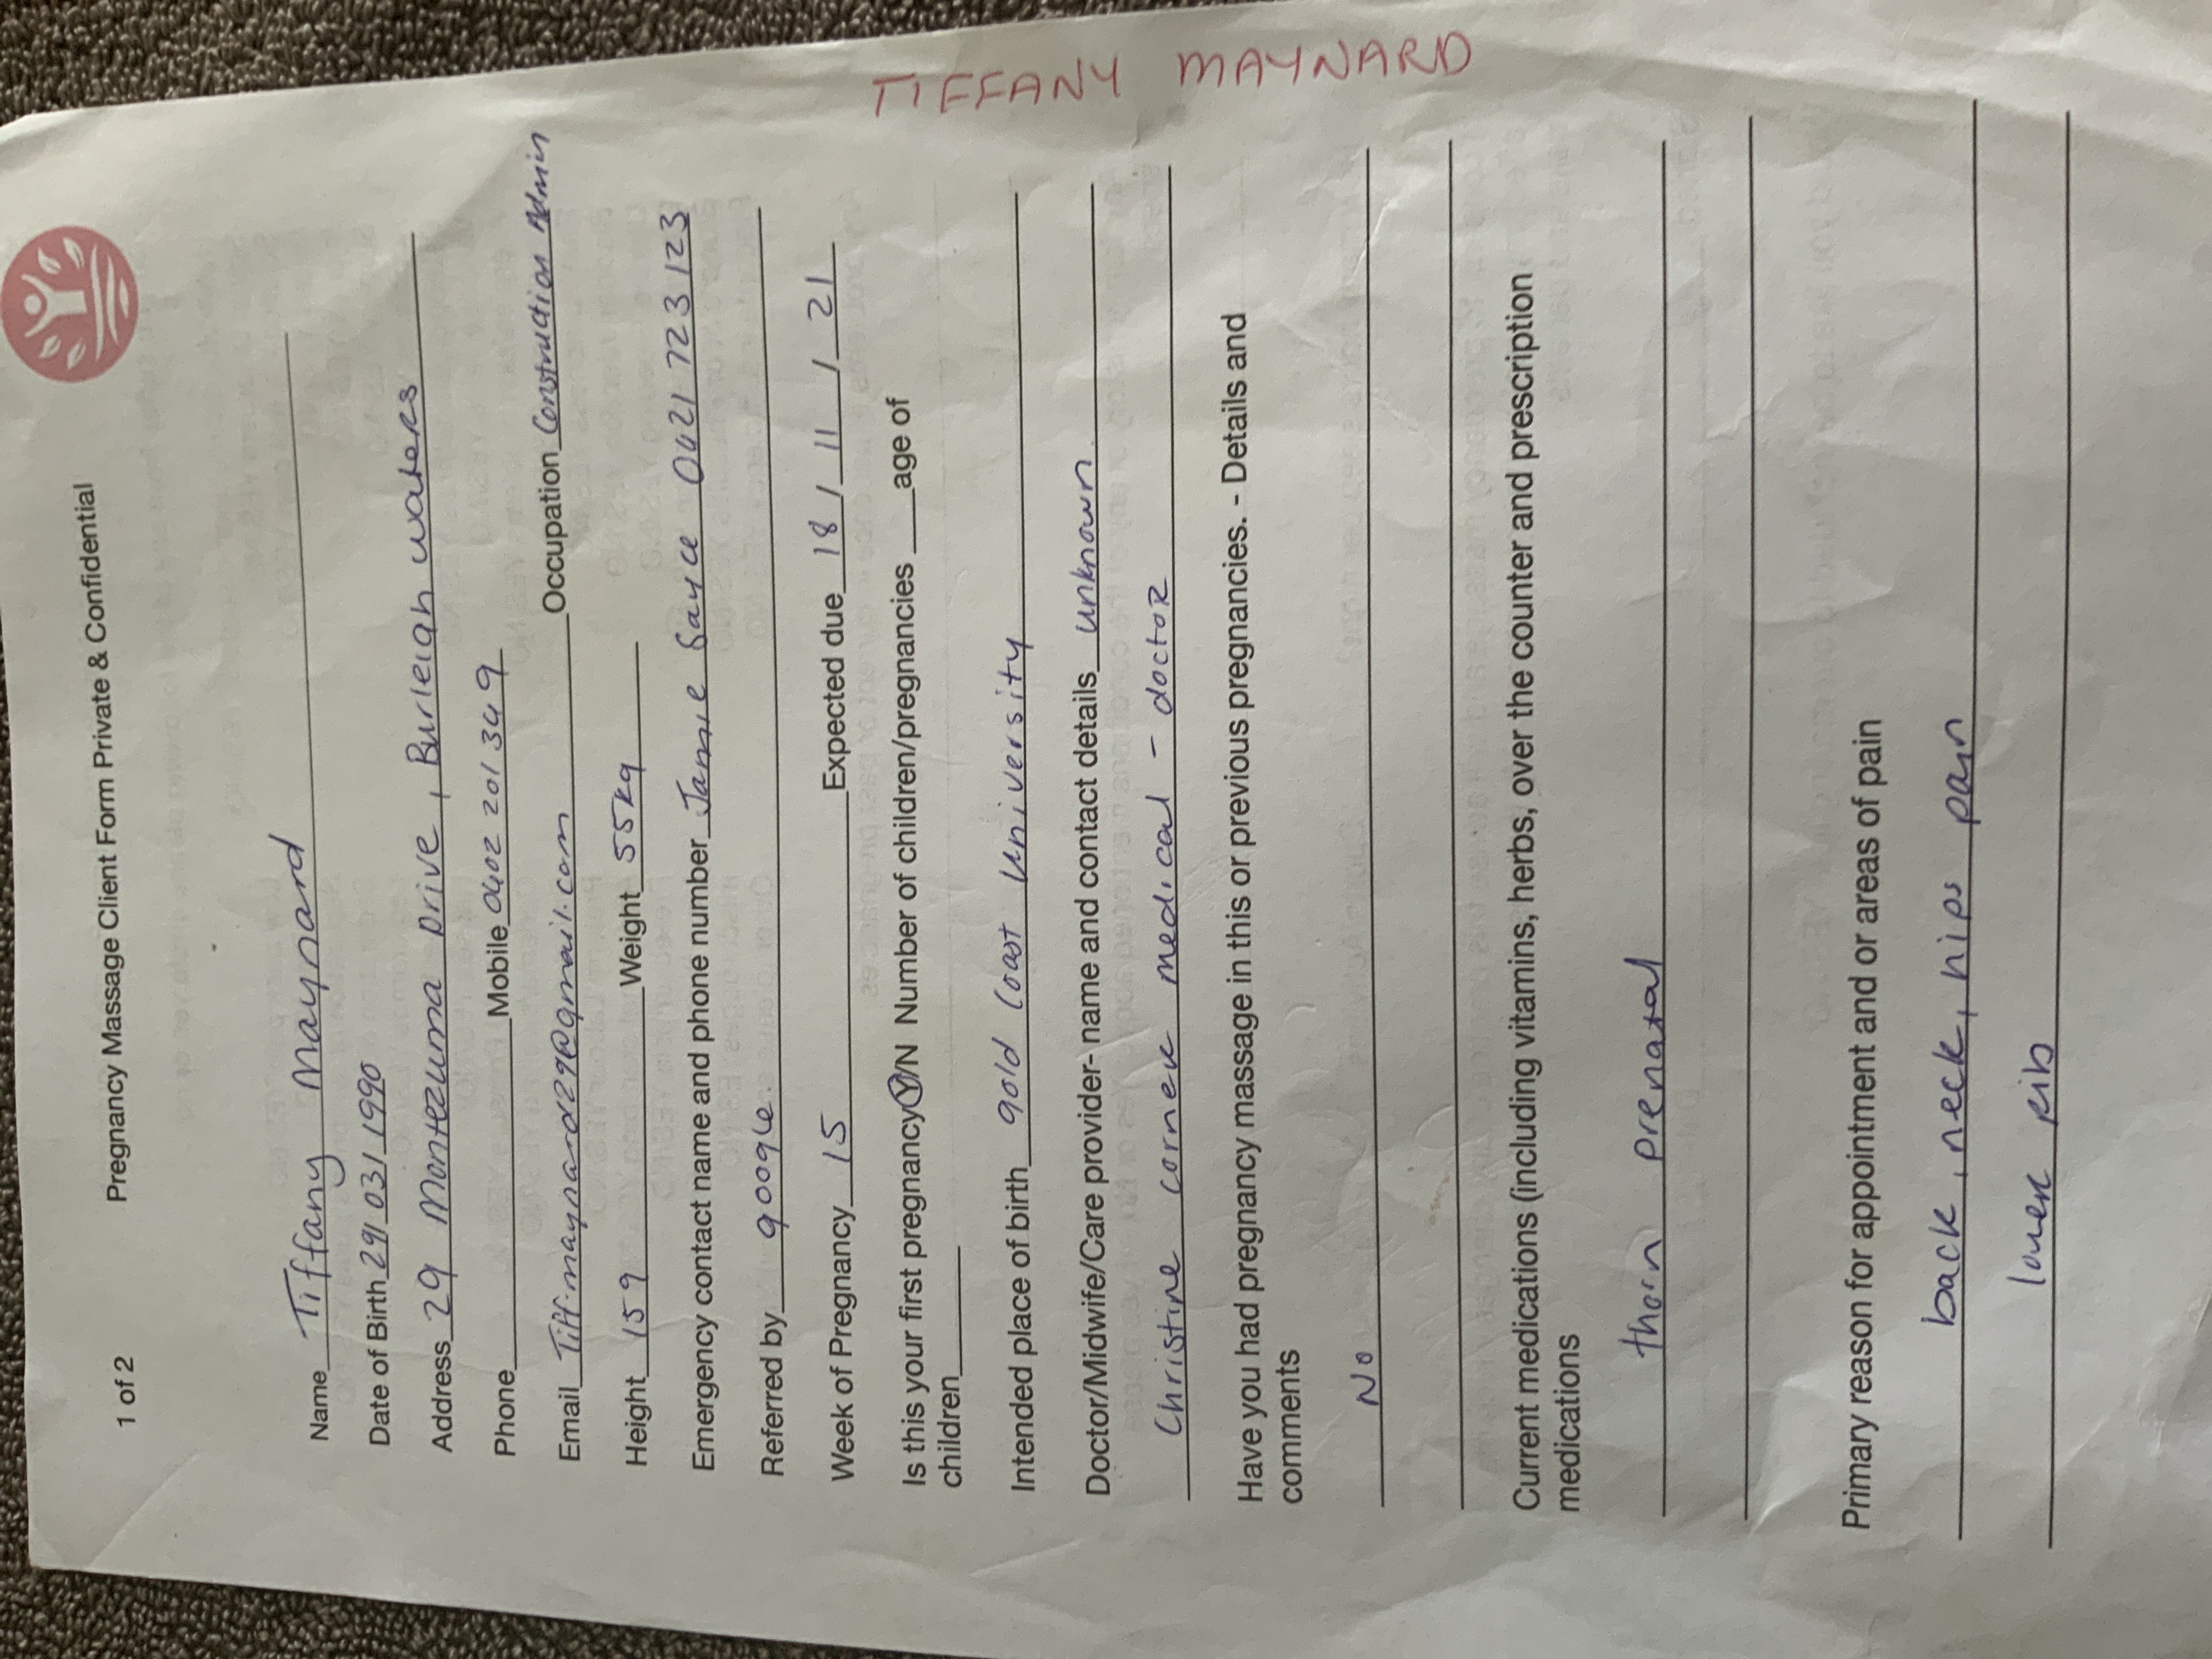 1 of 2 Pregnancy Massage Client Form Private & Confidential
Name Tiffany Maynard
Date of Birth 29/03/1990
Address 29 Montezuma Drive, Burleigh waters
Phone Mobile 0402 201 349
Email Tiff.maynard29@gmail.com Occupation Construction Admin
Height 159 Weight 55kg
Emergency contact name and phone number Jamie Sayce 0421 723 123
Referred by google
Week of Pregnancy 15 Expected due 18 / 11 / 21
Is this your first pregnancy Y/N Number of children/pregnancies age of
children
Intended place of birth gold Coast University
Doctor/Midwife/Care provider- name and contact details unknown
Christine corner medical - doctor
Have you had pregnancy massage in this or previous pregnancies. - Details and
comments
No
Current medications (including vitamins, herbs, over the counter and prescription
medications
thorn prenatal
Primary reason for appointment and or areas of pain
back, neck, hips pain
lower rib
TIFFANY MAYNARD